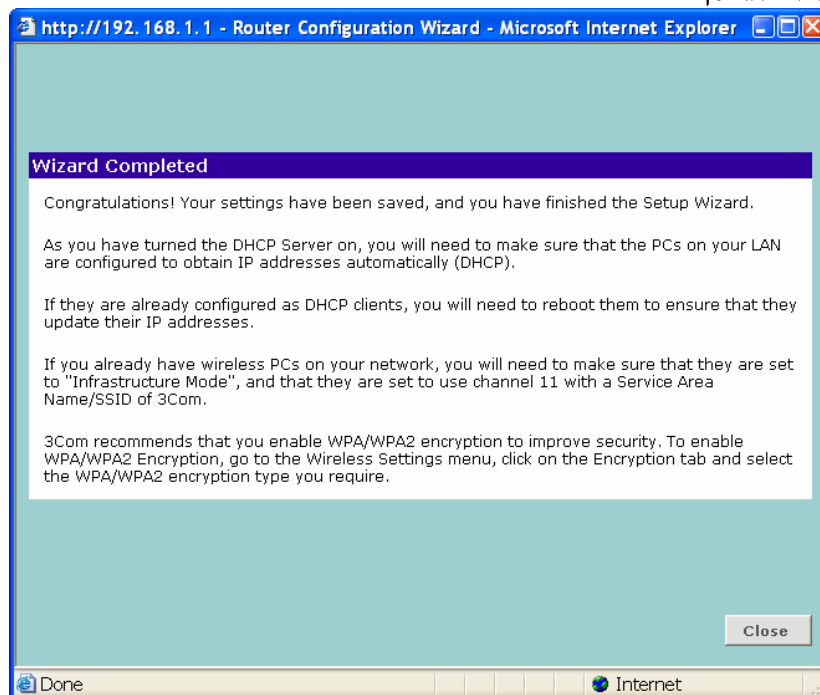 http://192.168.1.1 - Router Configuration Wizard - Microsoft Internet Explorer
Wizard Completed
Congratulations! Your settings have been saved, and you have finished the Setup Wizard.
As you have turned the DHCP Server on, you will need to make sure that the PCs on your LAN
are configured to obtain IP addresses automatically (DHCP).
If they are already configured as DHCP clients, you will need to reboot them to ensure that they
update their IP addresses.
If you already have wireless PCs on your network, you will need to make sure that they are set
to "Infrastructure Mode", and that they are set to use channel 11 with a Service Area
Name/SSID of 3Com.
3Com recommends that you enable WPA/WPA2 encryption to improve security. To enable
WPA/WPA2 Encryption, go to the Wireless Settings menu, click on the Encryption tab and select
the WPA/WPA2 encryption type you require.
Close
Done
Internet